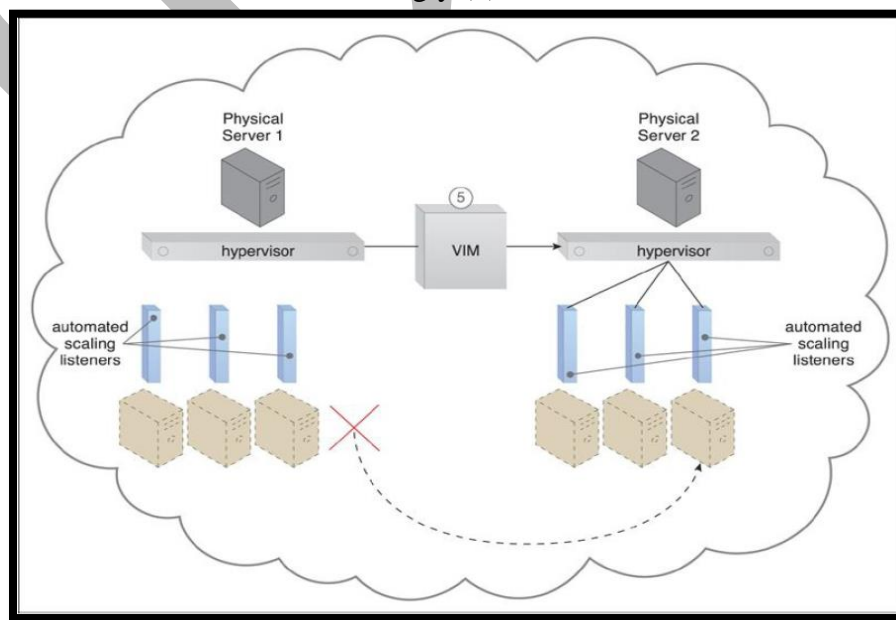 Physical
Server 1
Physical
Server 2
5
hypervisor
VIM
hypervisor
automated
scaling
listeners
automated
scaling
listeners